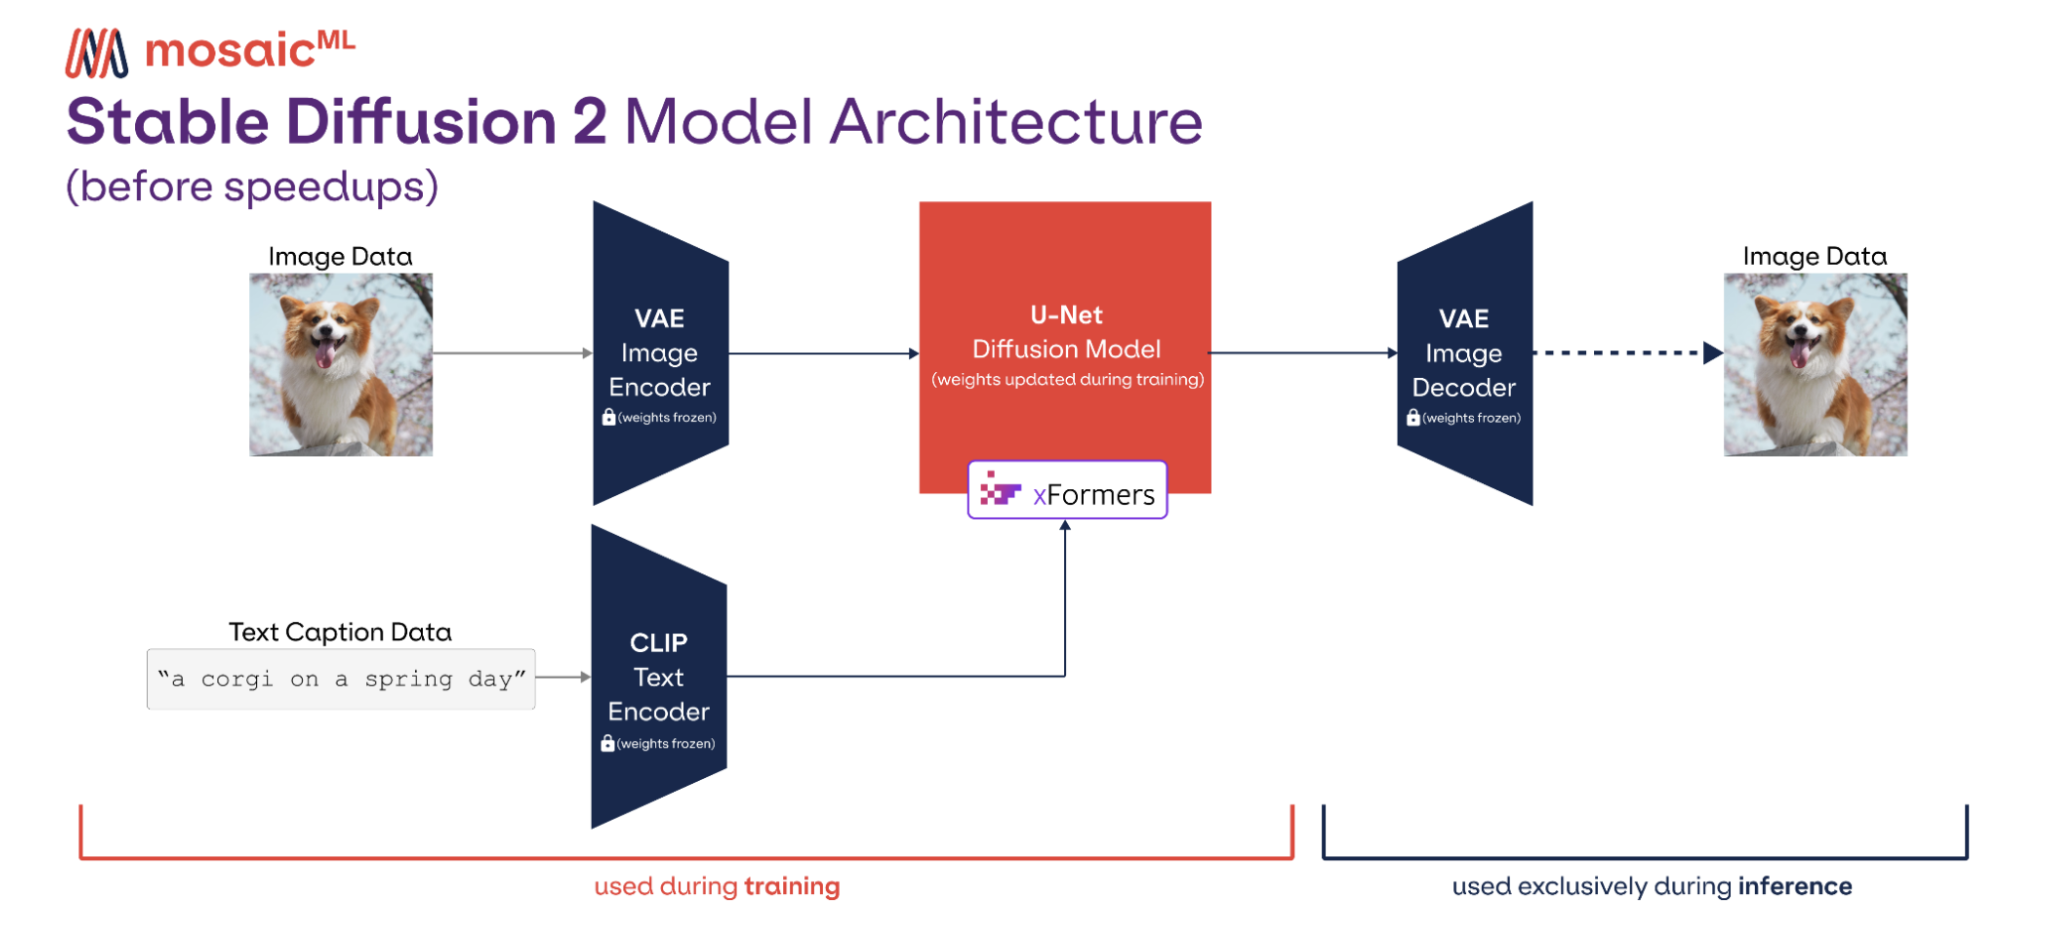 mosaicML
Stable Diffusion 2 Model Architecture
(before speedups)
Image Data
VAE
Image
Encoder
(weights frozen)
U-Net
Diffusion Model
(weights updated during training)
xFormers
VAE
Image
Decoder
(weights frozen)
Image Data
Text Caption Data
“a corgi on a spring day”
CLIP
Text
Encoder
(weights frozen)
used during training
used exclusively during inference